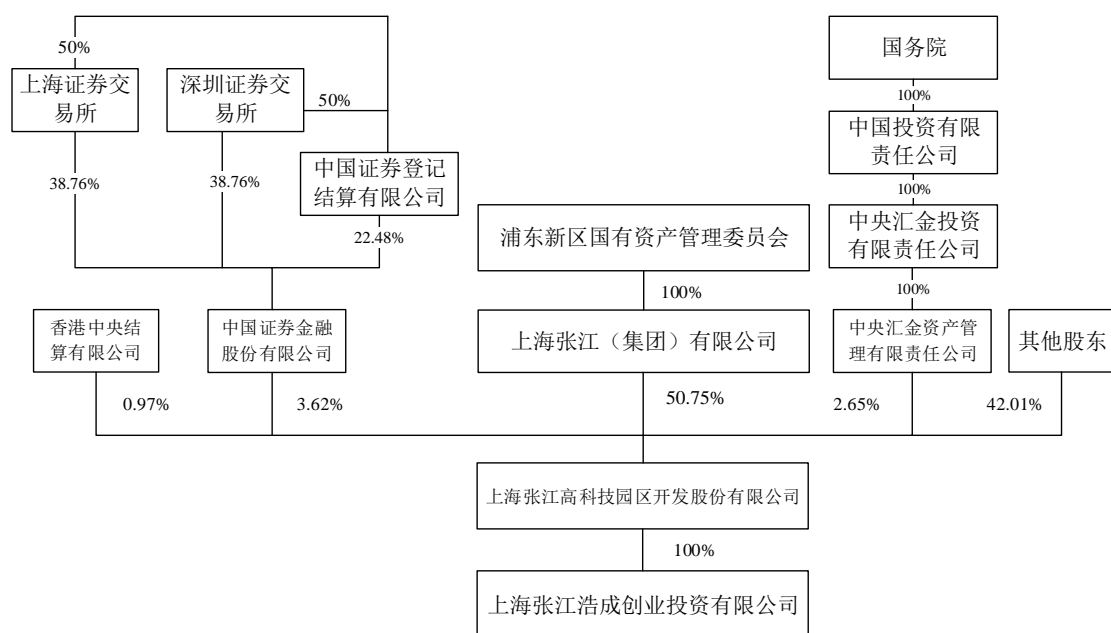 50%
国务院
上海证券交
易所
深圳证券交
易所
50%
100%
中国投资有限
责任公司
38.76%
38.76%
中国证券登记
结算有限公司
100%
22.48%
浦东新区国有资产管理委员会
中央汇金投资
有限责任公司
100%
100%
香港中央结
算有限公司
中国证券金融
股份有限公司
上海张江（集团）有限公司
中央汇金资产管
理有限责任公司
其他股东
0.97%
3.62%
50.75%
2.65%
42.01%
上海张江高科技园区开发股份有限公司
100%
上海张江浩成创业投资有限公司